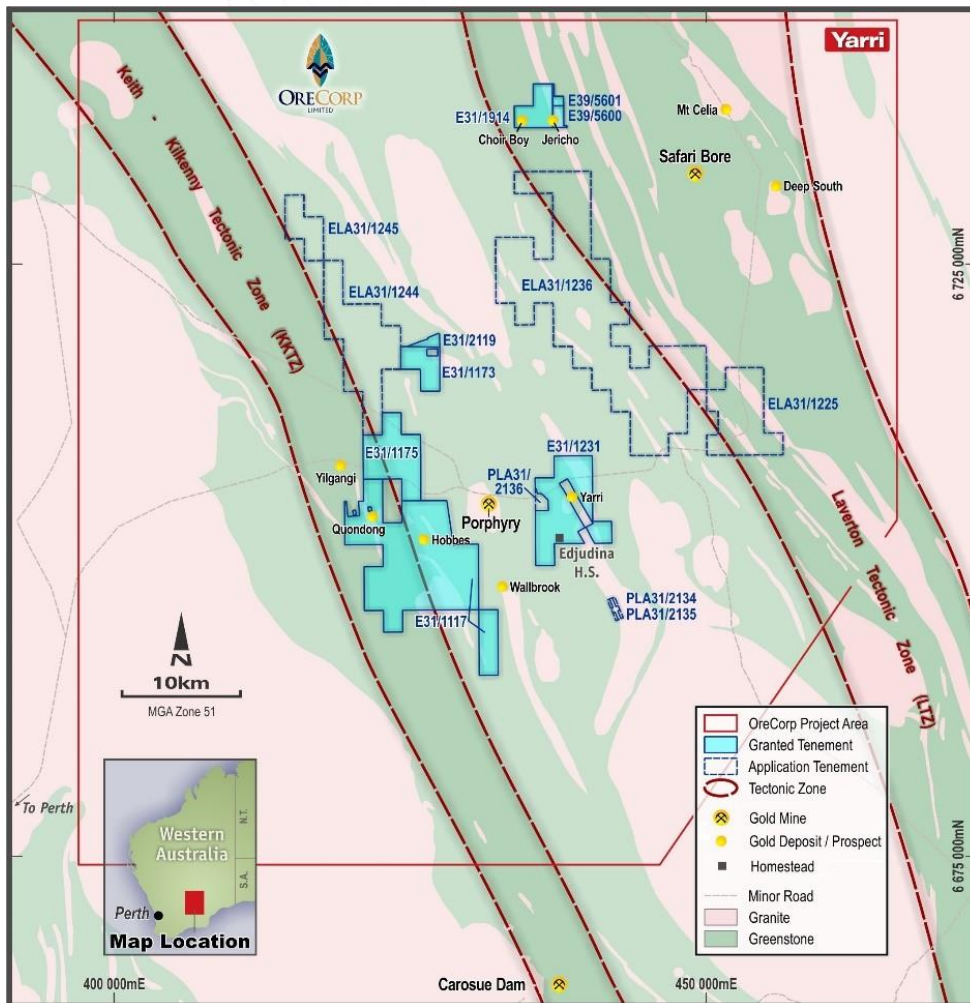 Yarri
ORECORP
LIMITED
Keith - Kilkenny Tectonic Zone (KKTZ)
E31/1914
E39/5601
E39/5600
Choir Boy
Jericho
Mt Celia
Safari Bore
Deep South
ELA31/1245
ELA31/1244
ELA31/1236
6 725 000mN
E31/2119
E31/1173
ELA31/1225
E31/1175
E31/1231
Yilgangi
PLA31/
2136
Yarri
Porphyry
Quondong
Hobbes
Edjudina
H.S.
Wallbrook
PLA31/2134
PLA31/2135
E31/1117
Laverton Tectonic Zone (LTZ)
N
10km
MGA Zone 51
OreCorp Project Area
Granted Tenement
Application Tenement
Tectonic Zone
Gold Mine
Gold Deposit / Prospect
Homestead
Minor Road
Granite
Greenstone
To Perth
Western
Australia
N.T.
S.A.
Perth
Map Location
6 675 000mN
400 000mE
Carosue Dam
450 000mE